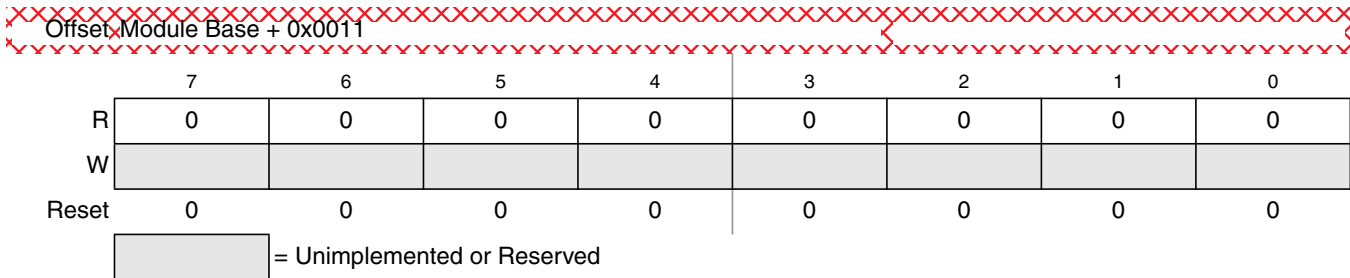 Offset Module Base + 0x0011
7 6 5 4 3 2 1 0
R 0 0 0 0 0 0 0 0
W
Reset 0 0 0 0 0 0 0 0
= Unimplemented or Reserved